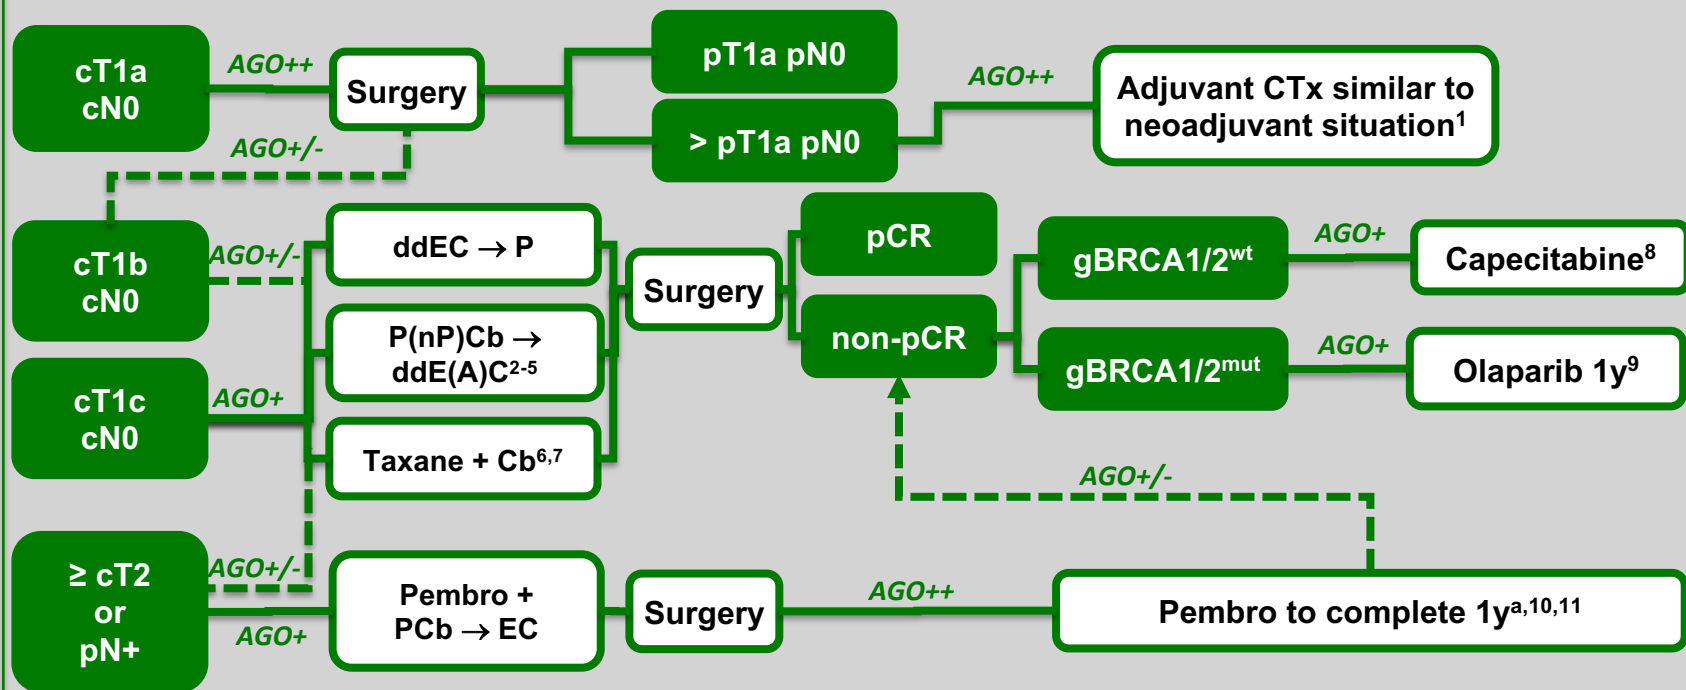 cT1a
cN0
AGO++
Surgery
pT1a pN0
> pT1a pN0
AGO++
Adjuvant CTx similar to
neoadjuvant situation¹
AGO+/-
cT1b
cN0
AGO+/-
ddEC → P
P(nP)Cb →
ddE(A)C²⁻⁵
Taxane + Cb⁶,⁷
cT1c
cN0
AGO+
Surgery
pCR
non-pCR
gBRCA1/2ʷᵗ
AGO+
Capecitabine⁸
gBRCA1/2ᵐᵘᵗ
AGO+
Olaparib 1y⁹
AGO+/-
≥ cT2
or
pN+
AGO+/-
AGO+
Pembro +
PCb → EC
Surgery
AGO++
Pembro to complete 1yᵃ,¹⁰,¹¹